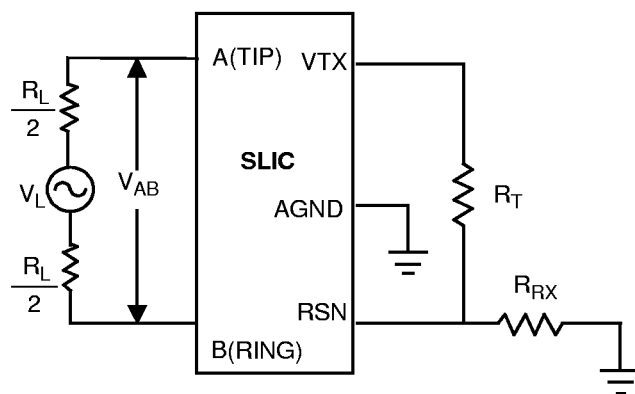 A(TIP)
VTX
R_L
2
SLIC
V_L
V_AB
R_T
AGND
R_L
2
R_RX
RSN
B(RING)